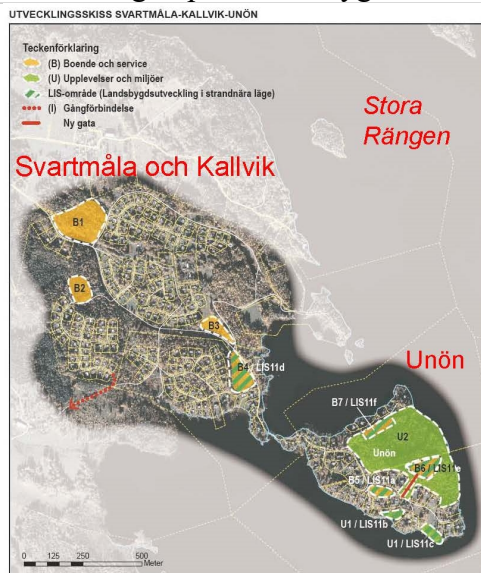 UTVECKLINGSSKISS SVARTMÅLA-KALLVIK-UNÖN
Teckenförklaring
(B) Boende och service
(U) Upplevelser och miljöer
LIS-område (Landsbygdsutveckling i strandnära läge)
(I) Gångförbindelse
Ny gata
Stora
Rängen
Svartmåla och Kallvik
B1
B2
B3
B4 / LIS11d
Unön
B7 / LIS11f
U2
Unön
B6 / LIS11e
B5 / LIS11a
U1 / LIS11b
U1 / LIS11c
0 125 250 500
Meter